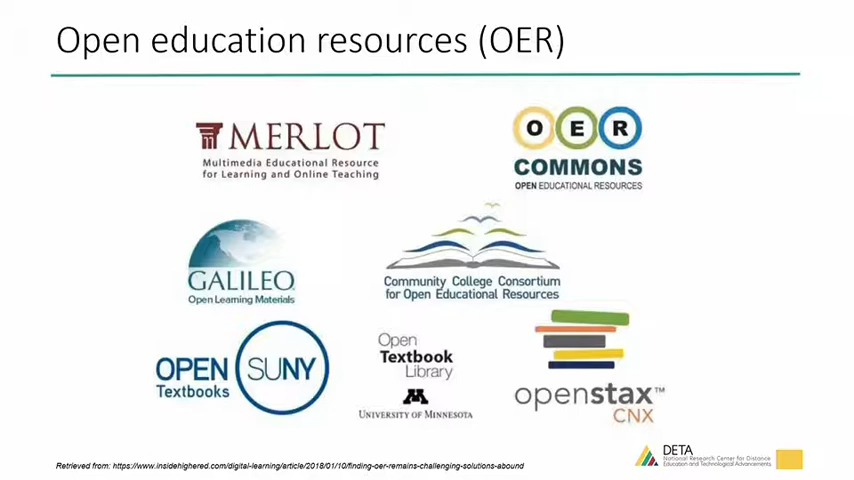 Open education resources (OER)
MERLOT
Multimedia Educational Resource
for Learning and Online Teaching
O E R
COMMONS
OPEN EDUCATIONAL RESOURCES
GALILEO
Open Learning Materials
Community College Consortium
for Open Educational Resources
OPEN SUNY
Textbooks
Open
Textbook
Library
M
UNIVERSITY OF MINNESOTA
openstax™
CNX
DETA
National Research Center for Distance
Education and Technological Advancements
Retrieved from: https://www.insidehighered.com/digital-learning/article/2018/01/10/finding-oer-remains-challenging-solutions-abound